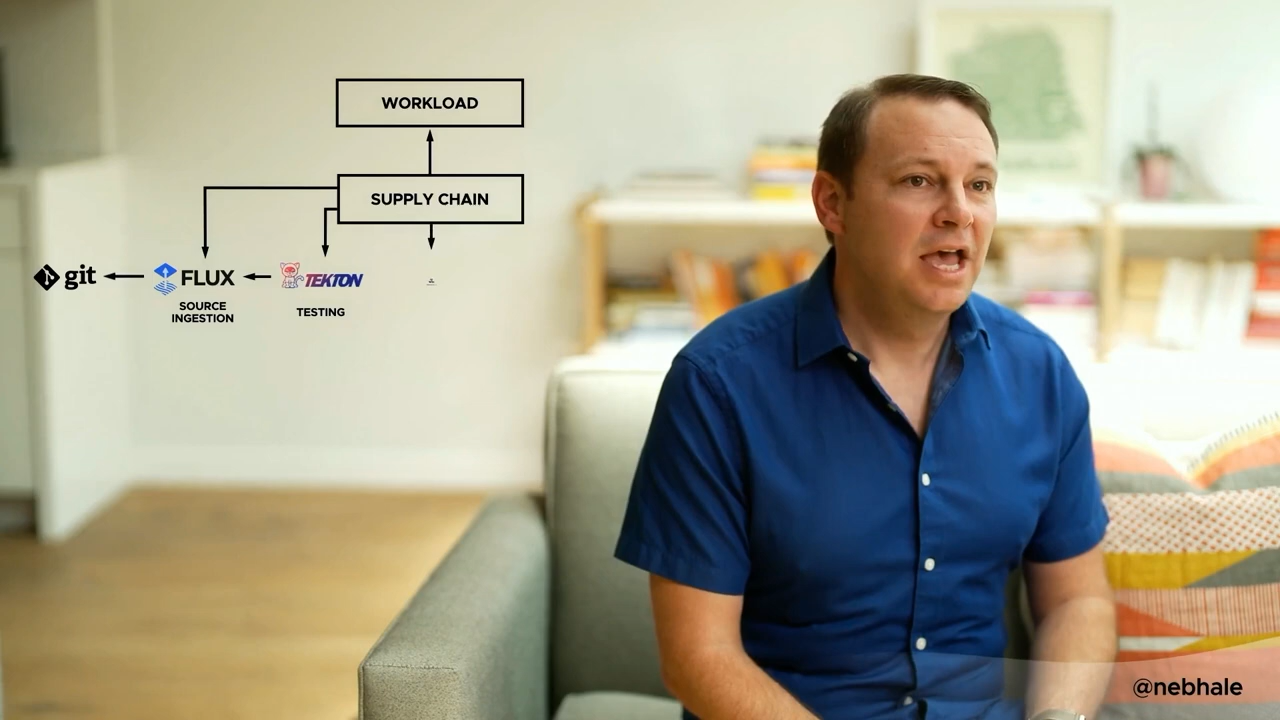 WORKLOAD
SUPPLY CHAIN
git
FLUX
TEKTON
SOURCE
INGESTION
TESTING
@nebhale